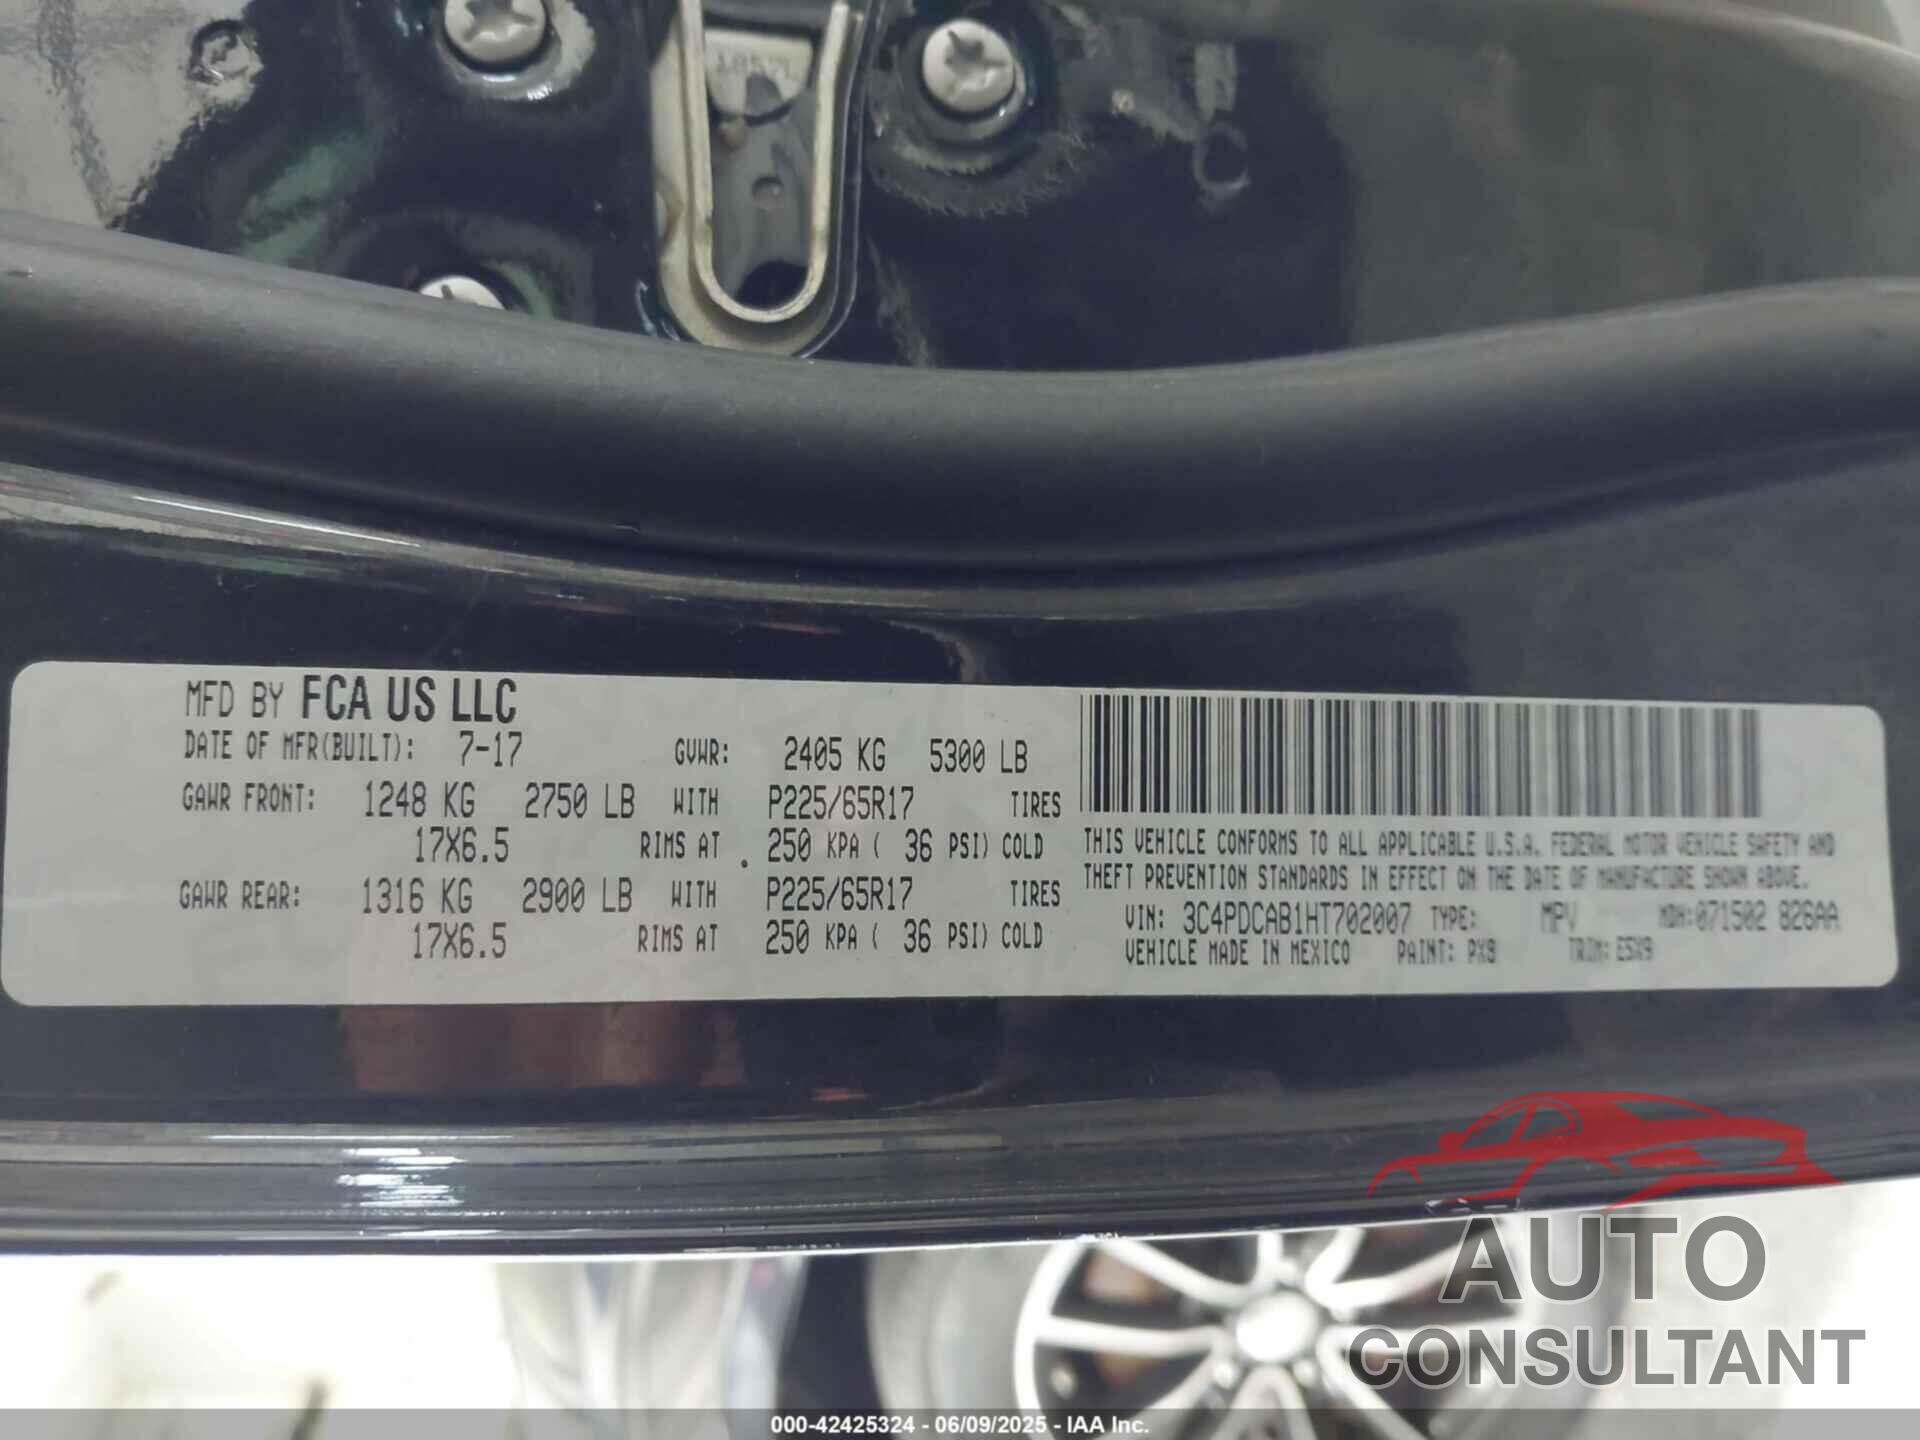 MFD BY FCA US LLC
DATE OF MFR(BUILT): 7-17 GVWR: 2405 KG 5300 LB
GAWR FRONT: 1248 KG 2750 LB WITH P225/65R17 TIRES
17X6.5 RIMS AT 250 KPA ( 36 PSI) COLD
GAWR REAR: 1316 KG 2900 LB WITH P225/65R17 TIRES
17X6.5 RIMS AT 250 KPA ( 36 PSI) COLD
THIS VEHICLE CONFORMS TO ALL APPLICABLE U.S.A. FEDERAL MOTOR VEHICLE SAFETY AND
THEFT PREVENTION STANDARDS IN EFFECT ON THE DATE OF MANUFACTURE SHOWN ABOVE.
VIN: 3C4PDCAB1HT702007 TYPE: MPV MDH:071502 826AA
VEHICLE MADE IN MEXICO PAINT: PX8 TRIM: E5X9
AUTO
CONSULTANT
000-42425324 - 06/09/2025 - IAA Inc.